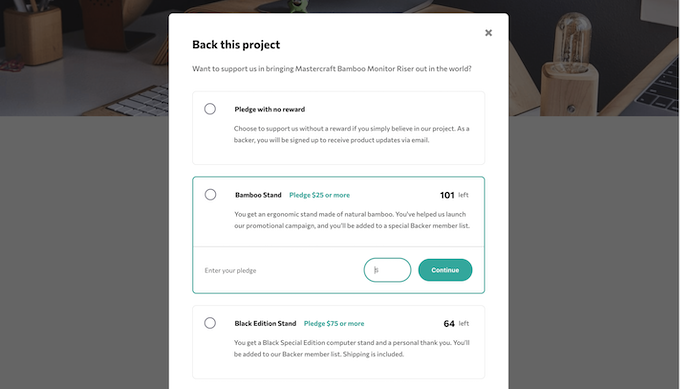 Back this project
Want to support us in bringing Mastercraft Bamboo Monitor Riser out in the world?
Pledge with no reward
Choose to support us without a reward if you simply believe in our project. As a
backer, you will be signed up to receive product updates via email.
Bamboo Stand Pledge $25 or more 101 left
You get an ergonomic stand made of natural bamboo. You've helped us launch
our promotional campaign, and you'll be added to a special Backer member list.
Enter your pledge Continue
Black Edition Stand Pledge $75 or more 64 left
You get a Black Special Edition computer stand and a personal thank you. You'll
be added to our Backer member list. Shipping is included.